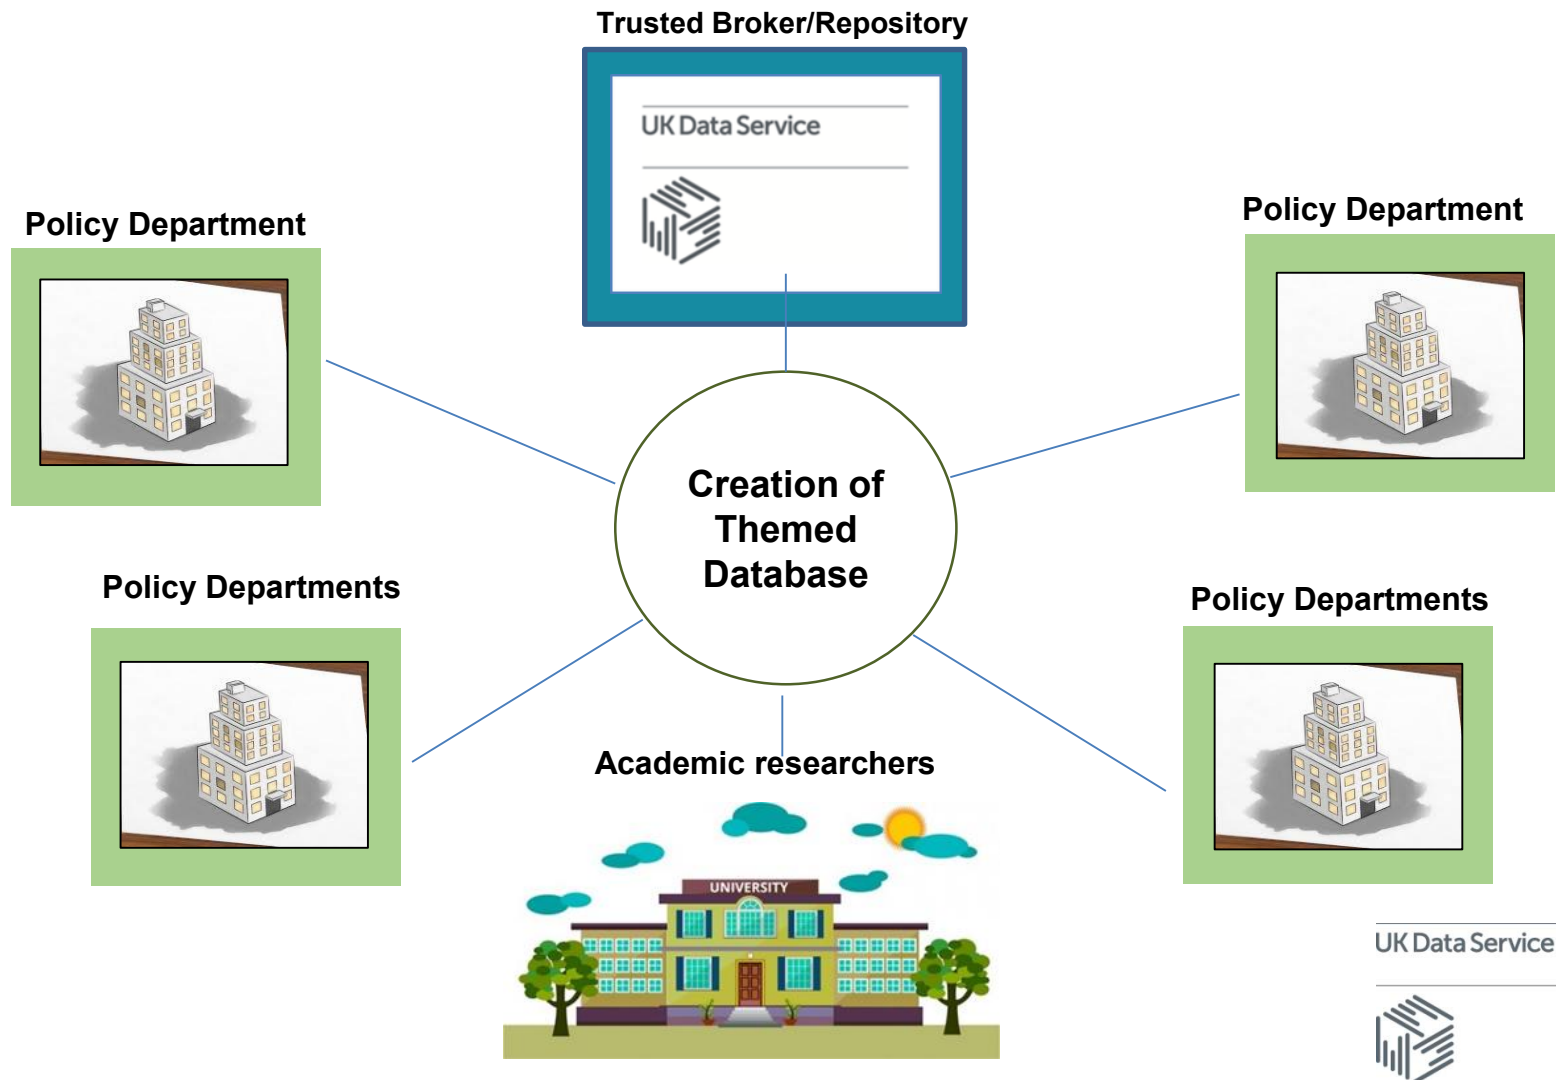 Trusted Broker/Repository
UK Data Service
Policy Department
Policy Department
Creation of
Themed
Database
Policy Departments
Policy Departments
Academic researchers
UNIVERSITY
UK Data Service